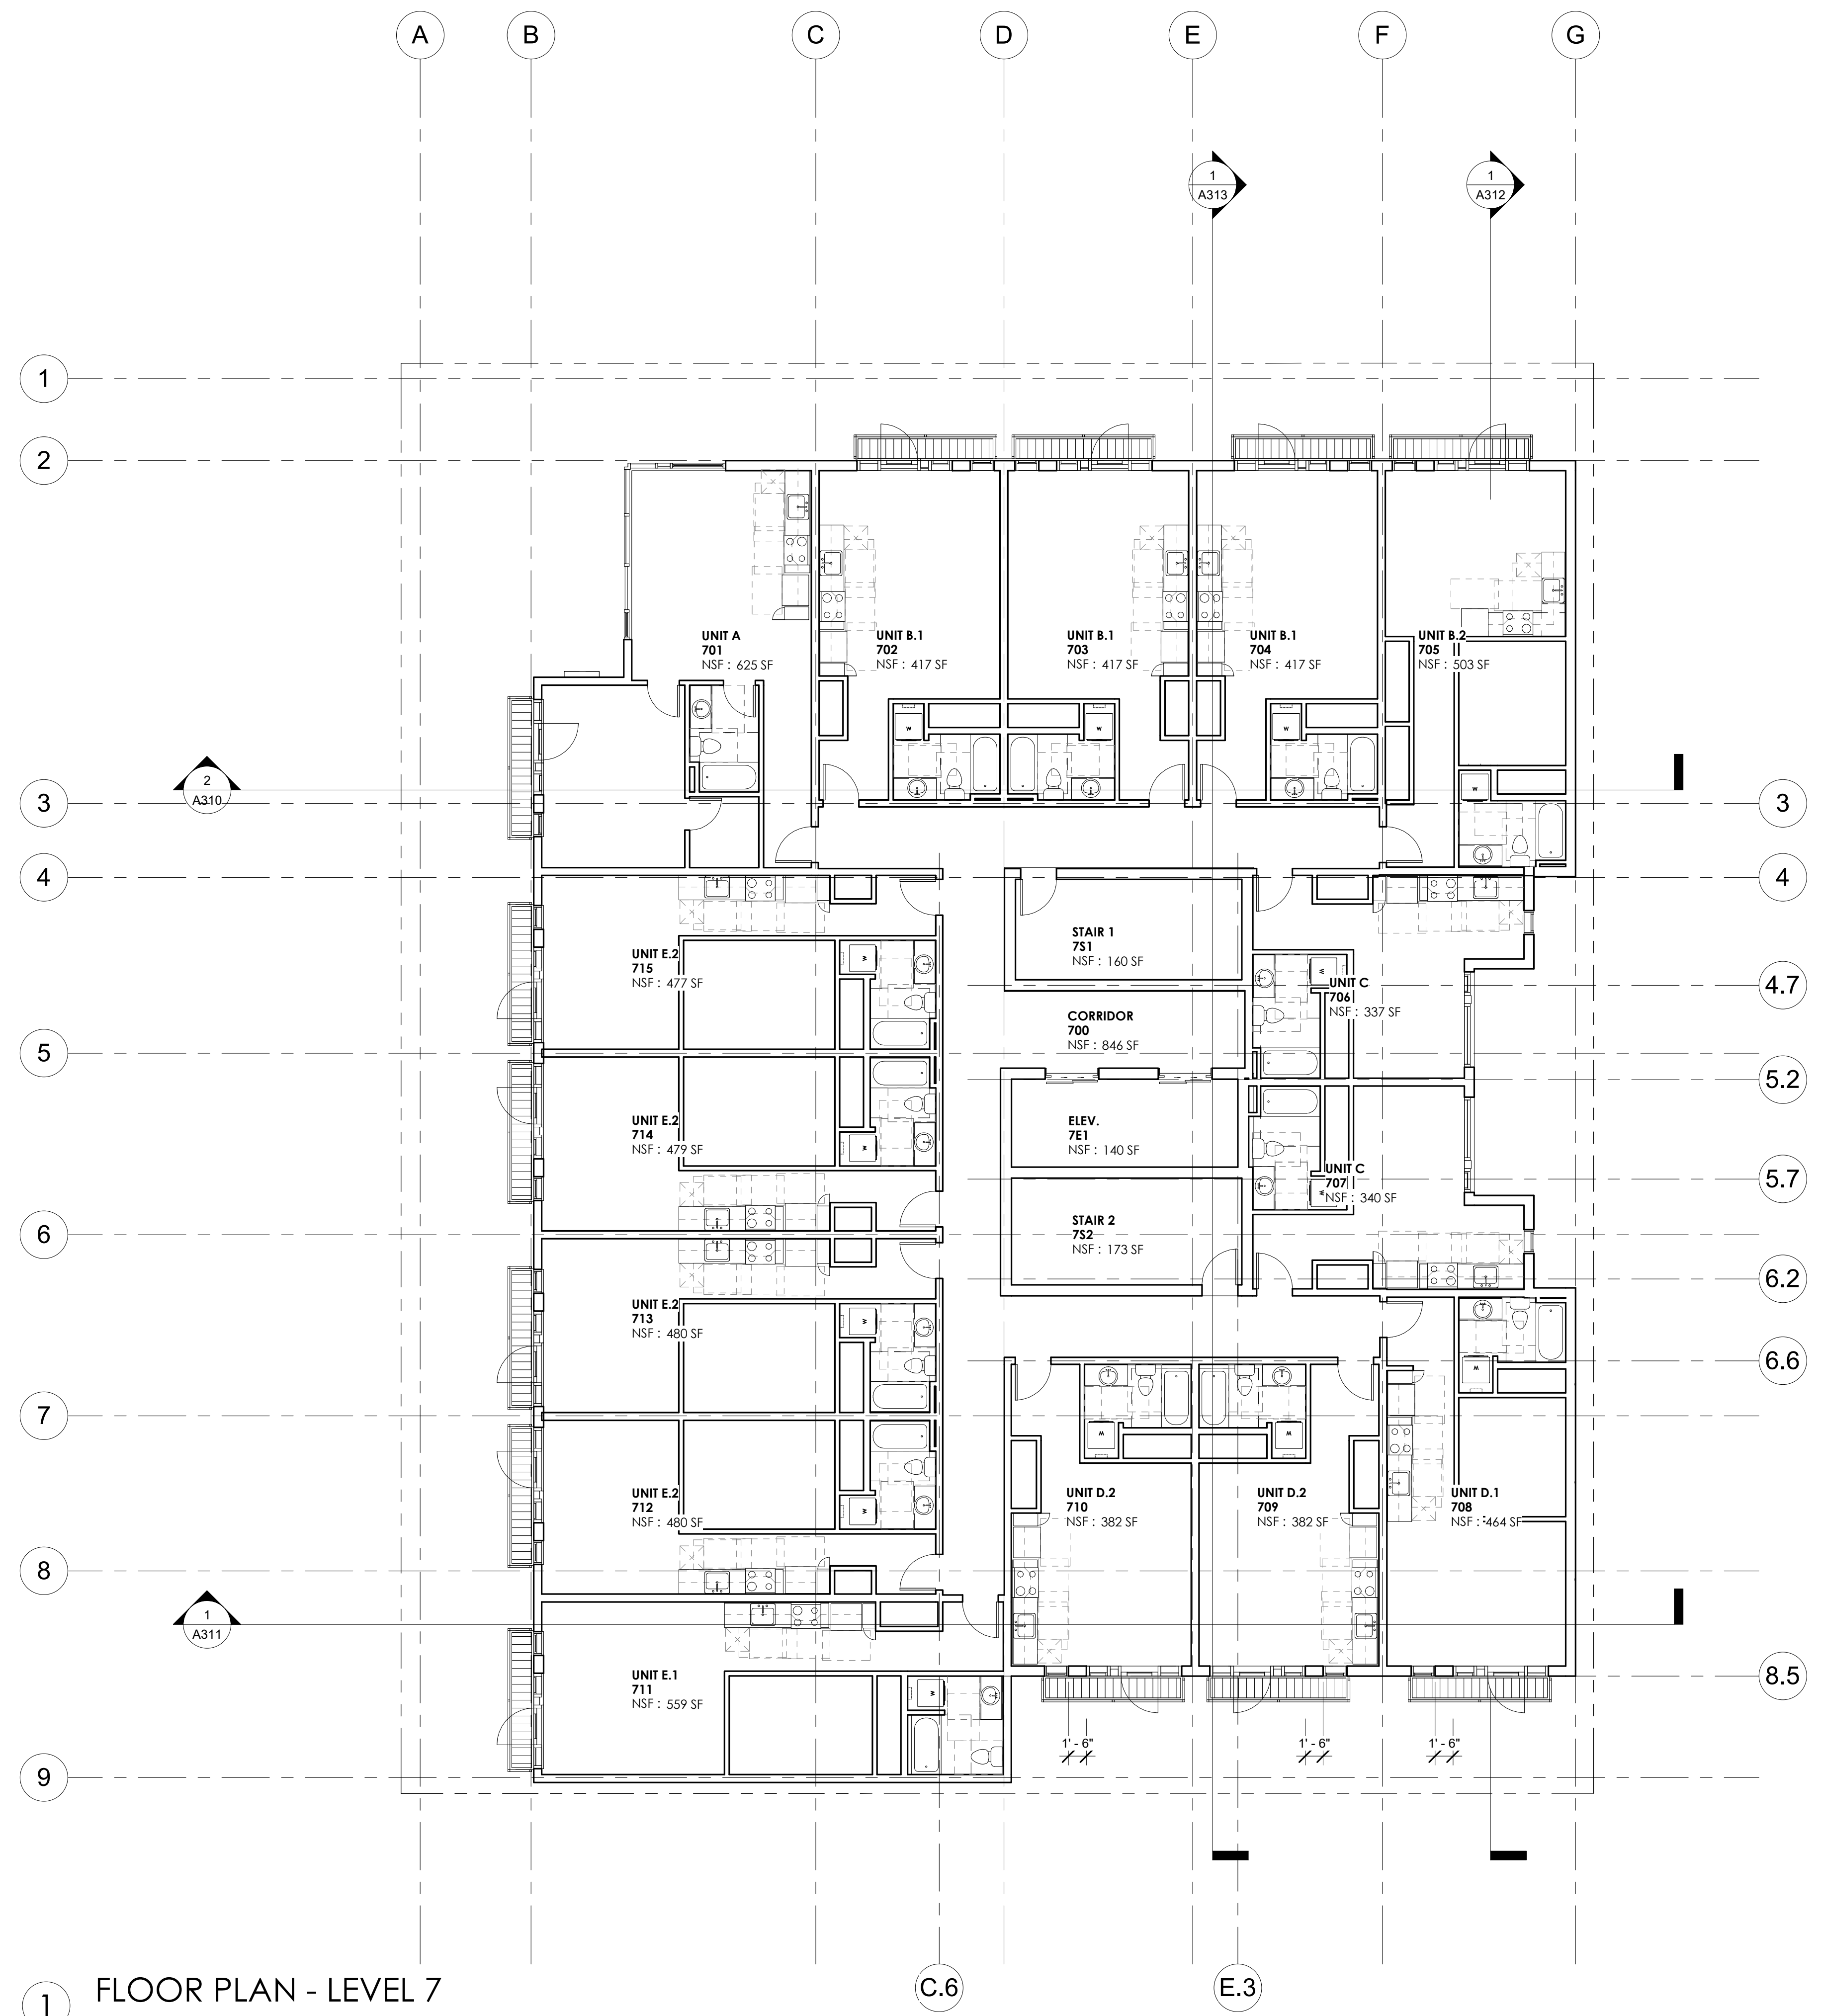 A B C D E F G
1
A313
1
A312
1
2
UNIT A
701
NSF : 625 SF
UNIT B.1
702
NSF : 417 SF
UNIT B.1
703
NSF : 417 SF
UNIT B.1
704
NSF : 417 SF
UNIT B.2
705
NSF : 503 SF
W
W
W
W
2
A310
3
3
4
4
UNIT E.2
715
NSF : 477 SF
W
STAIR 1
7S1
NSF : 160 SF
W
UNIT C
706
NSF : 337 SF
4.7
CORRIDOR
700
NSF : 846 SF
5
5.2
UNIT E.2
714
NSF : 479 SF
W
ELEV.
7E1
NSF : 140 SF
UNIT C
707
NSF : 340 SF
W
5.7
STAIR 2
7S2
NSF : 173 SF
6
6.2
UNIT E.2
713
NSF : 480 SF
W
6.6
W
7
W
W
UNIT E.2
712
NSF : 480 SF
W
UNIT D.2
710
NSF : 382 SF
UNIT D.2
709
NSF : 382 SF
UNIT D.1
708
NSF : 464 SF
8
1
A311
UNIT E.1
711
NSF : 559 SF
W
8.5
1' - 6"
1' - 6"
1' - 6"
9
C.6
E.3
1
FLOOR PLAN - LEVEL 7